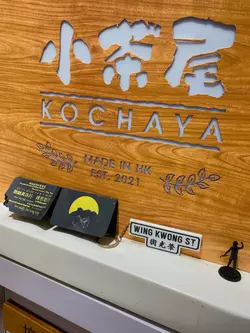 小茶屋
KOCHAYA
MADE IN HK
EST. 2021
WING KWONG ST
街光榮